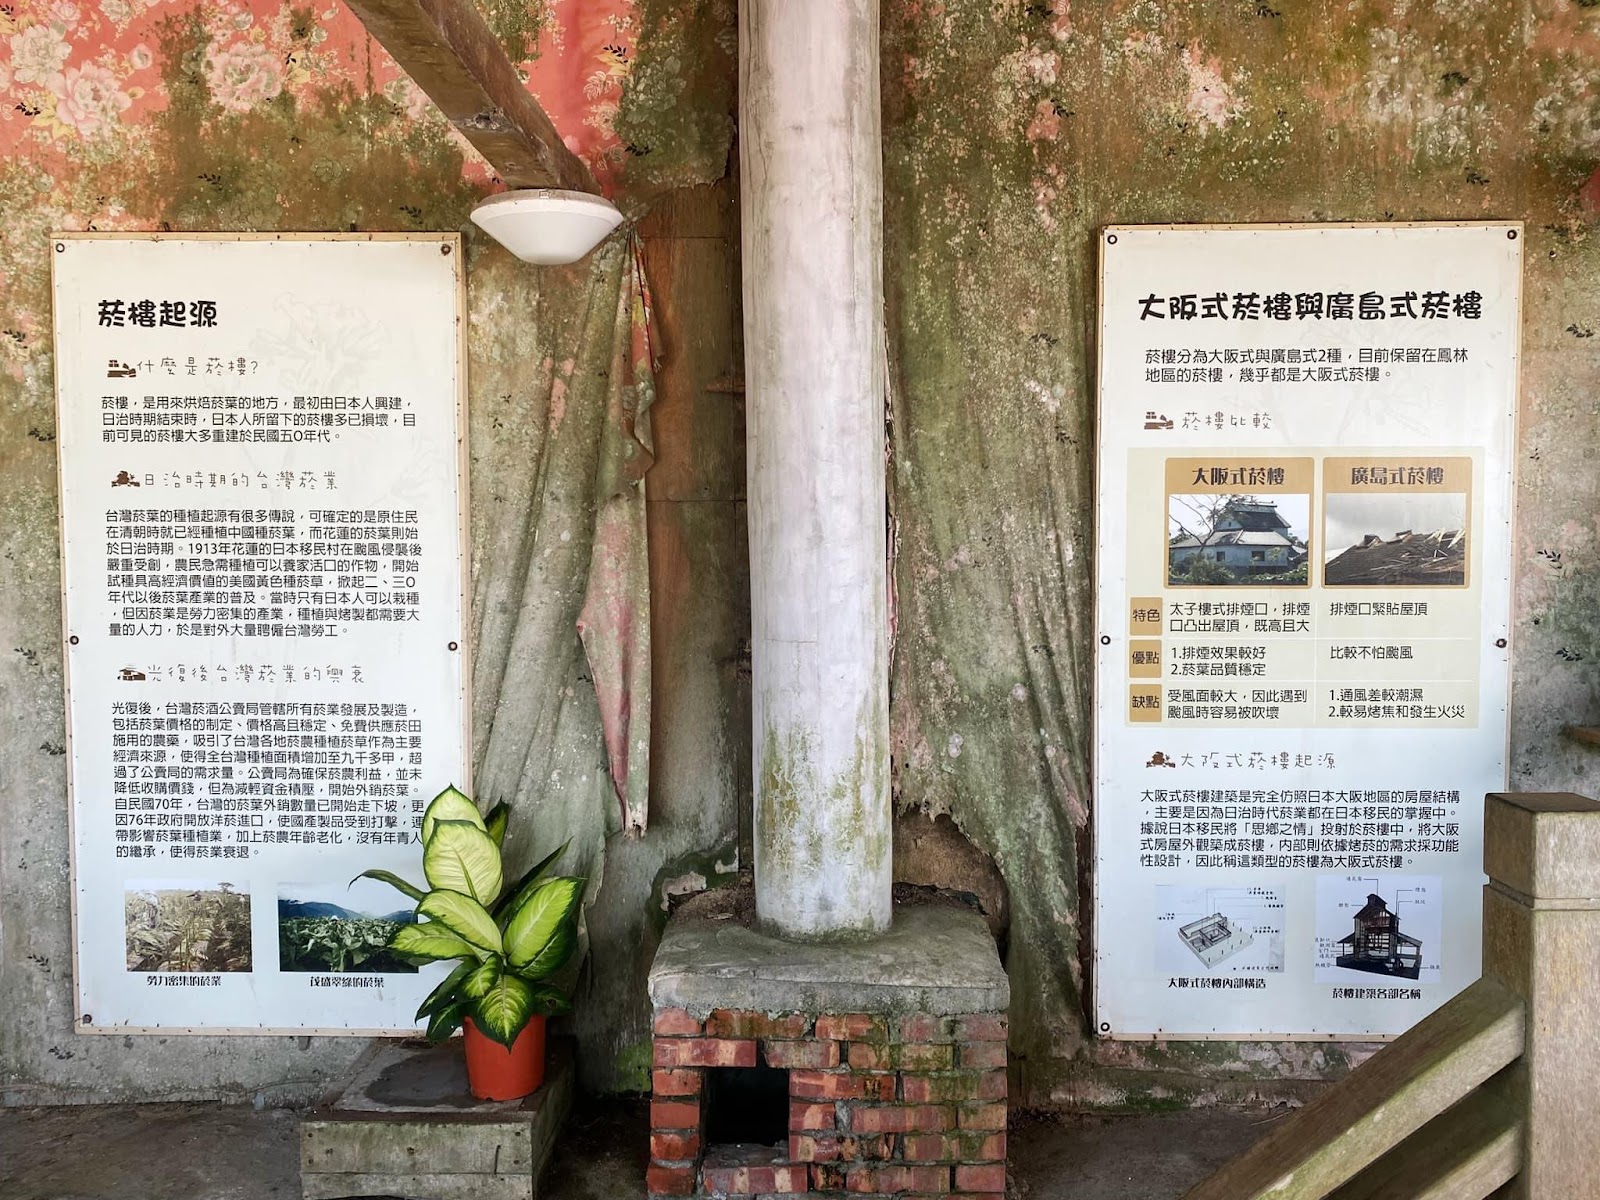 菸樓起源
什麼是菸樓?
菸樓，是用來烘焙菸葉的地方，最初由日本人興建，
日治時期結束時，日本人所留下的菸樓多已損壞，目
前可見的菸樓大多重建於民國五0年代。
日治時期的台灣菸業
台灣菸葉的種植起源有很多傳說，可確定的是原住民
在清朝時就已經種植中國種菸葉，而花蓮的菸葉則始
於日治時期。1913年花蓮的日本移民村在颱風侵襲後
嚴重受創，農民急需種植可以養家活口的作物，開始
試種具高經濟價值的美國黃色種菸草，掀起二、三0
年代以後菸葉產業的普及。當時只有日本人可以栽種
，但因菸業是勞力密集的產業，種植與烤製都需要大
量的人力，於是對外大量聘僱台灣勞工。
光復後台灣菸業的興衰
光復後，台灣菸酒公賣局管轄所有菸業發展及製造，
包括菸葉價格的制定、價格高且穩定、免費供應菸田
施用的農藥，吸引了台灣各地菸農種植菸草作為主要
經濟來源，使得全台灣種植面積增加至九千多甲，超
過了公賣局的需求量。公賣局為確保菸農利益，並未
降低收購價錢，但為減輕資金積壓，開始外銷菸葉。
自民國70年，台灣的菸葉外銷數量已開始走下坡，更
因76年政府開放洋菸進口，使國產製品受到打擊，連
帶影響菸葉種植業，加上菸農年齡老化，沒有年青人
的繼承，使得菸業衰退。
勞力密集的菸業
茂盛翠綠的菸葉
大阪式菸樓與廣島式菸樓
菸樓分為大阪式與廣島式2種，目前保留在鳳林
地區的菸樓，幾乎都是大阪式菸樓。
菸樓比較
大阪式菸樓
廣島式菸樓
特色
太子樓式排煙口，排煙
口凸出屋頂，既高且大
排煙口緊貼屋頂
優點
1.排煙效果較好
2.菸葉品質穩定
比較不怕颱風
缺點
受風面較大，因此遇到
颱風時容易被吹壞
1.通風差較潮濕
2.較易烤焦和發生火災
大阪式菸樓起源
大阪式菸樓建築是完全仿照日本大阪地區的房屋結構
，主要是因為日治時代菸業都在日本的掌握中。
據說日本移民將「思鄉之情」投射於菸樓中，將大阪
式房屋外觀築成菸樓，內部則依據烤菸的需求採功能
性設計，因此稱這類型的菸樓為大阪式菸樓。
大阪式菸樓內部構造
菸樓建築各部名稱